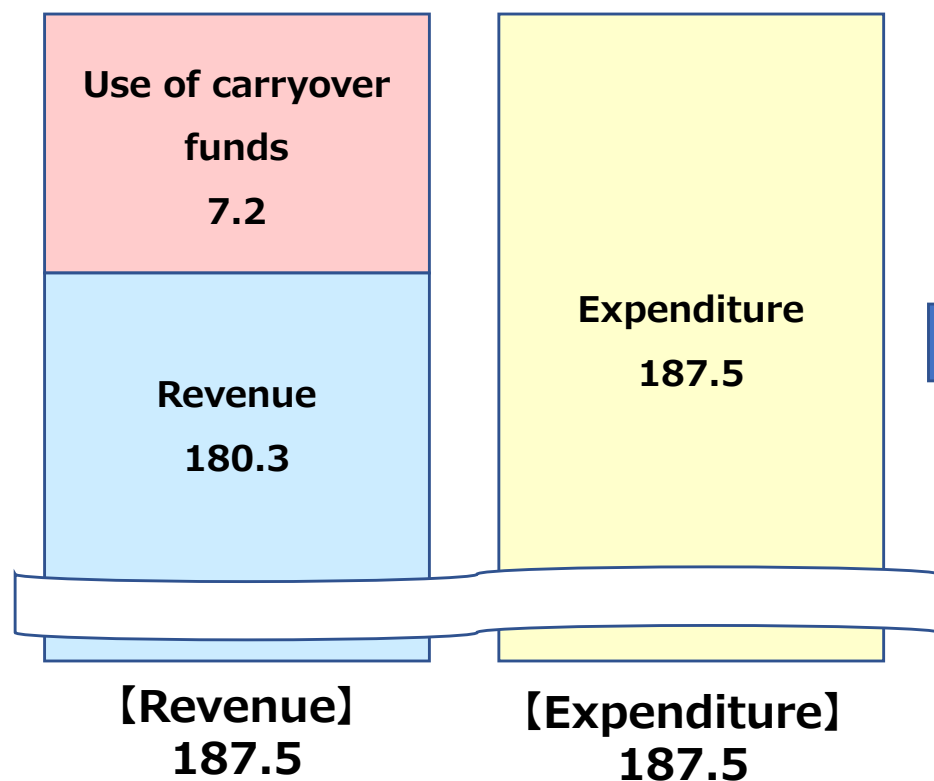 Use of carryover
funds
7.2
Revenue
180.3
Expenditure
187.5
【Revenue】
187.5
【Expenditure】
187.5